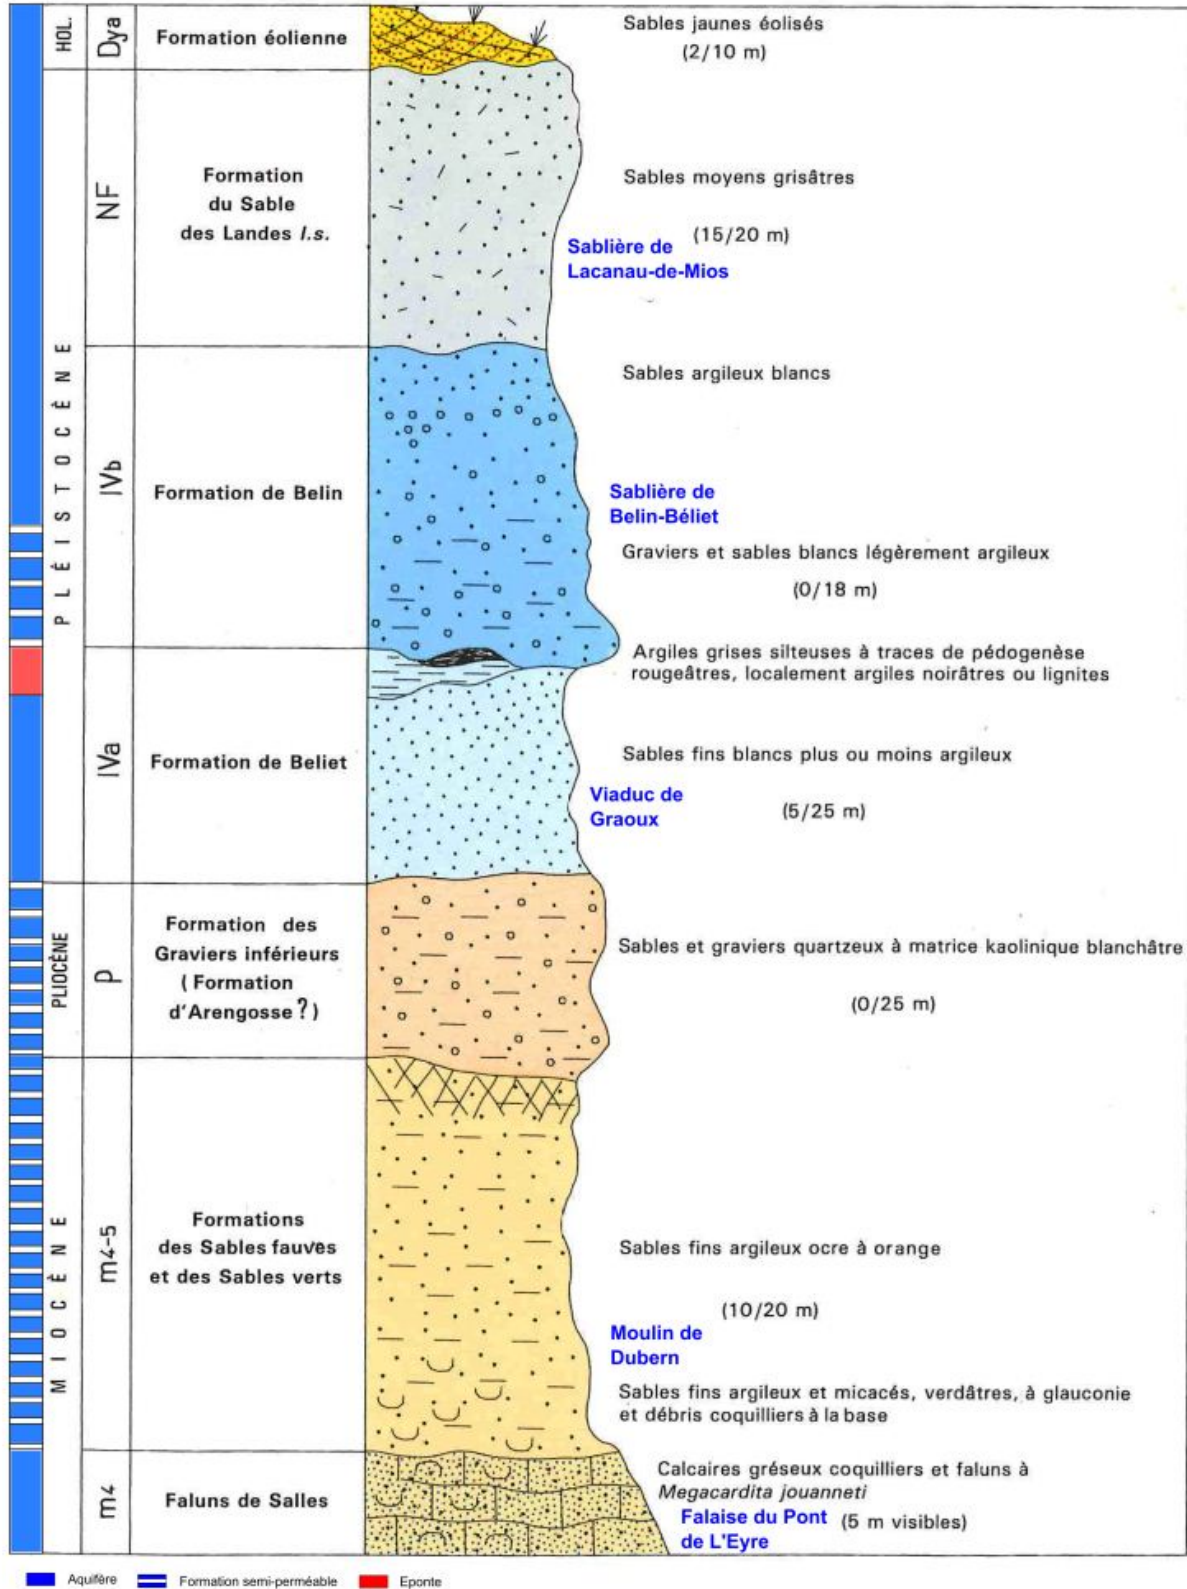 HOL.
Dya
Formation éolienne
Sables jaunes éolisés
(2/10 m)
PLÉISTOCÈNE
NF
Formation
du Sable
des Landes l.s.
Sables moyens grisâtres
(15/20 m)
Sablière de
Lacanau-de-Mios
IVb
Formation de Belin
Sables argileux blancs
Sablière de
Belin-Béliet
Graviers et sables blancs légèrement argileux
(0/18 m)
Argiles grises silteuses à traces de pédogenèse
rougeâtres, localement argiles noirâtres ou lignites
IVa
Formation de Beliet
Sables fins blancs plus ou moins argileux
Viaduc de
Graoux
(5/25 m)
PLIOCÈNE
p
Formation des
Graviers inférieurs
( Formation
d'Arengosse ? )
Sables et graviers quartzeux à matrice kaolinique blanchâtre
(0/25 m)
MIOCÈNE
m4-5
Formations
des Sables fauves
et des Sables verts
Sables fins argileux ocre à orange
(10/20 m)
Moulin de
Dubern
Sables fins argileux et micacés, verdâtres, à glauconie
et débris coquilliers à la base
m4
Faluns de Salles
Calcaires gréseux coquilliers et faluns à
Megacardita jouanneti
Falaise du Pont
de L'Eyre
(5 m visibles)
Aquifère
Formation semi-perméable
Eponte